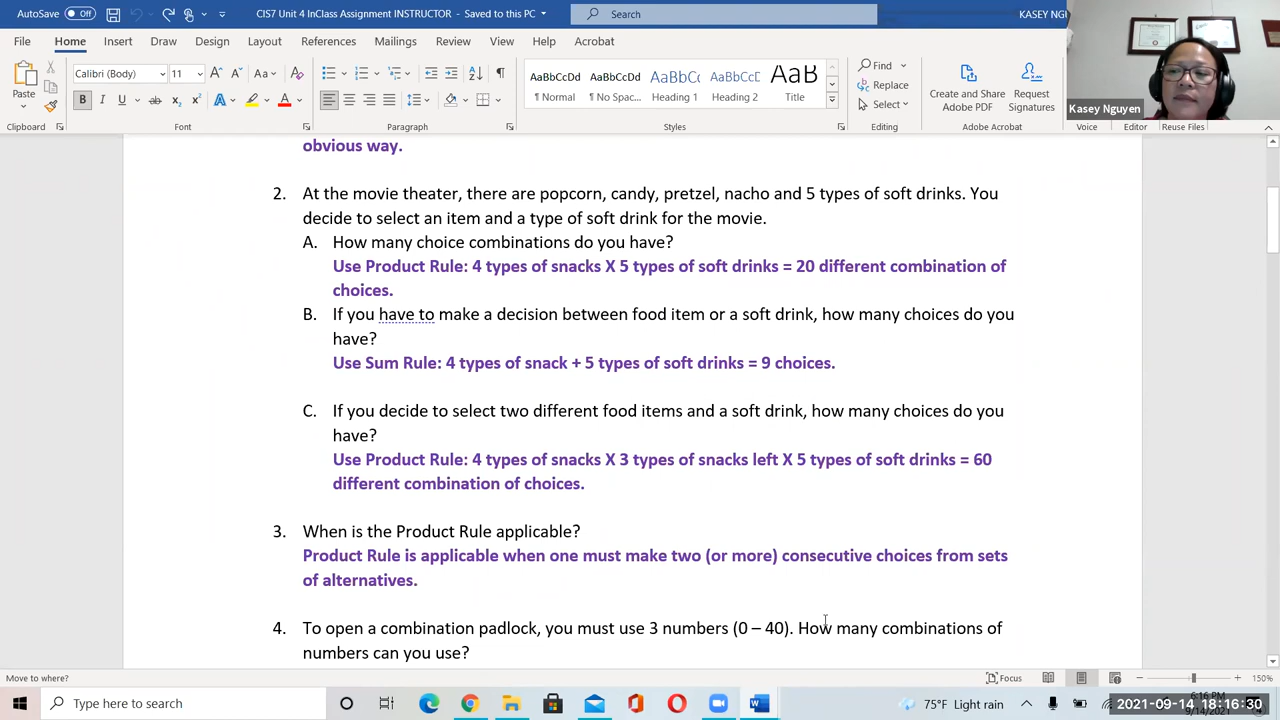 AutoSave Off CIS7 Unit 4 InClass Assignment INSTRUCTOR - Saved to this PC Search KASEY NGU
File Home Insert Draw Design Layout References Mailings Review View Help Acrobat
Calibri (Body) 11 Aa
Paste
B I U ab x₂ x² A A
AaBbCcDd AaBbCcDd AaBbCc AaBbCcD AaB
¶ Normal ¶ No Spac... Heading 1 Heading 2 Title
Find
Replace
Select
Create and Share Adobe PDF
Request Signatures
Kasey Nguyen
Clipboard Font Paragraph Styles Editing Adobe Acrobat Voice Editor Reuse Files
obvious way.
2. At the movie theater, there are popcorn, candy, pretzel, nacho and 5 types of soft drinks. You
decide to select an item and a type of soft drink for the movie.
A. How many choice combinations do you have?
Use Product Rule: 4 types of snacks X 5 types of soft drinks = 20 different combination of
choices.
B. If you have to make a decision between food item or a soft drink, how many choices do you
have?
Use Sum Rule: 4 types of snack + 5 types of soft drinks = 9 choices.
C. If you decide to select two different food items and a soft drink, how many choices do you
have?
Use Product Rule: 4 types of snacks X 3 types of snacks left X 5 types of soft drinks = 60
different combination of choices.
3. When is the Product Rule applicable?
Product Rule is applicable when one must make two (or more) consecutive choices from sets
of alternatives.
4. To open a combination padlock, you must use 3 numbers (0 – 40). How many combinations of
numbers can you use?
Move to where? Focus 150%
Type here to search 75°F Light rain 6:16 PM
2021-09-14 18:16:30
9/14/2021